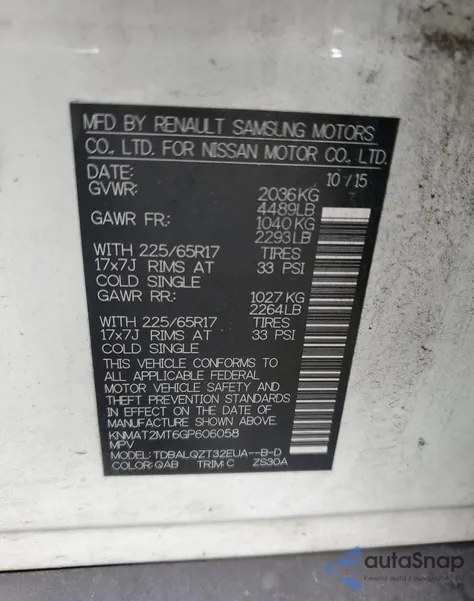 MFD BY RENAULT SAMSUNG MOTORS
CO., LTD. FOR NISSAN MOTOR CO., LTD.
DATE: 10/15
GVWR: 2036KG
4489LB
GAWR FR: 1040KG
2293LB
WITH 225/65R17 TIRES
17x7J RIMS AT 33 PSI
COLD SINGLE
GAWR RR: 1027KG
2264LB
WITH 225/65R17 TIRES
17x7J RIMS AT 33 PSI
COLD SINGLE
THIS VEHICLE CONFORMS TO
ALL APPLICABLE FEDERAL
MOTOR VEHICLE SAFETY AND
THEFT PREVENTION STANDARDS
IN EFFECT ON THE DATE OF
MANUFACTURE SHOWN ABOVE.
KNMAT2MT6GP606058
MPV
MODEL: TDBALQZT32EUA--B-D
COLOR: QAB TRIM: C ZS30A
autoSnap